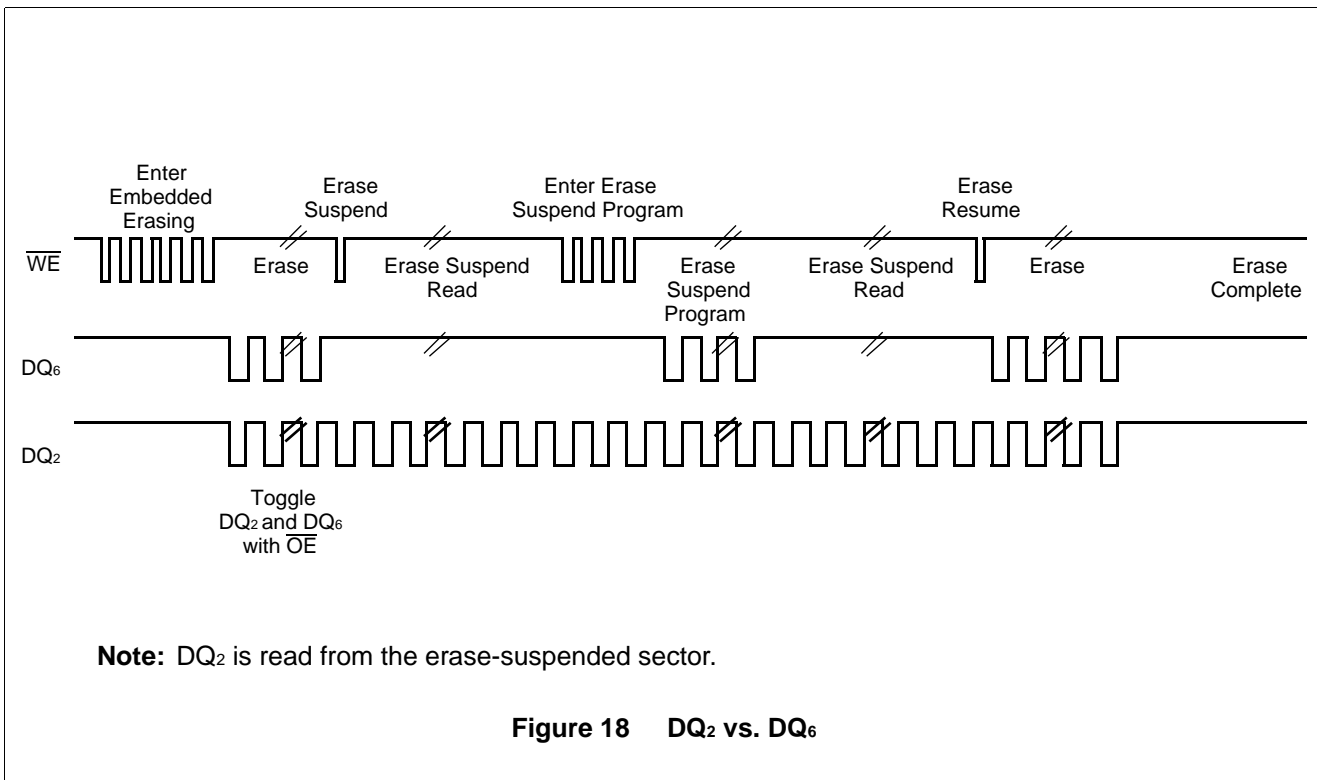 Enter
Embedded
Erasing
Erase
Suspend
Enter Erase
Suspend Program
Erase
Resume
WE
Erase
Erase Suspend
Read
Erase
Suspend
Program
Erase Suspend
Read
Erase
Erase
Complete
DQ6
DQ2
Toggle
DQ2 and DQ6
with OE
Note: DQ2 is read from the erase-suspended sector.
Figure 18 DQ2 vs. DQ6